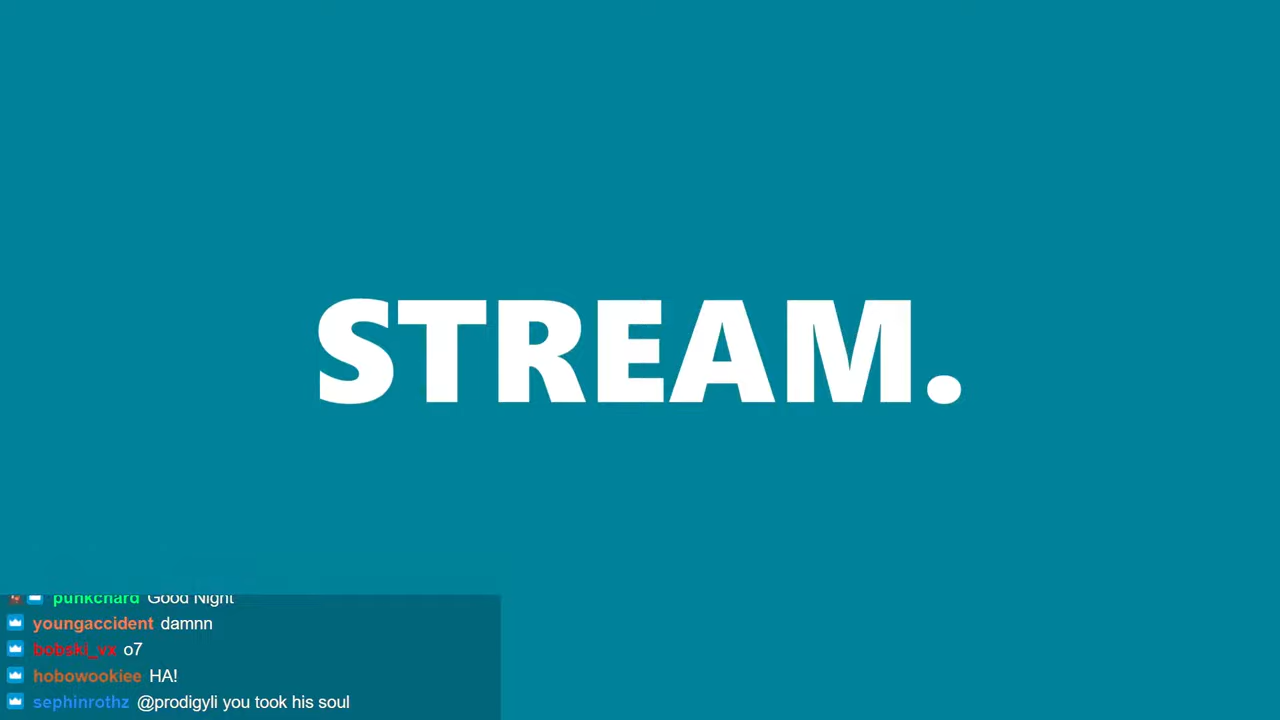 STREAM.
punkchard Good Night
youngaccident damnn
bobski_vx o7
hobowookiee HA!
sephinrothz @prodigyli you took his soul